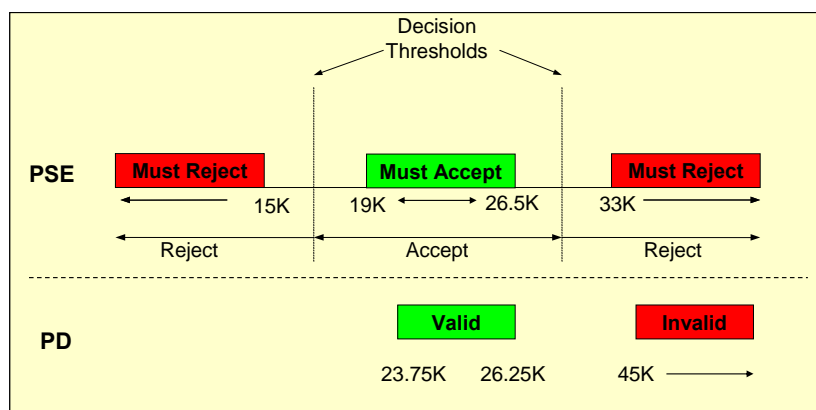 Decision
Thresholds
PSE
Must Reject
Must Accept
Must Reject
15K
19K
26.5K
33K
Reject
Accept
Reject
PD
Valid
Invalid
23.75K
26.25K
45K